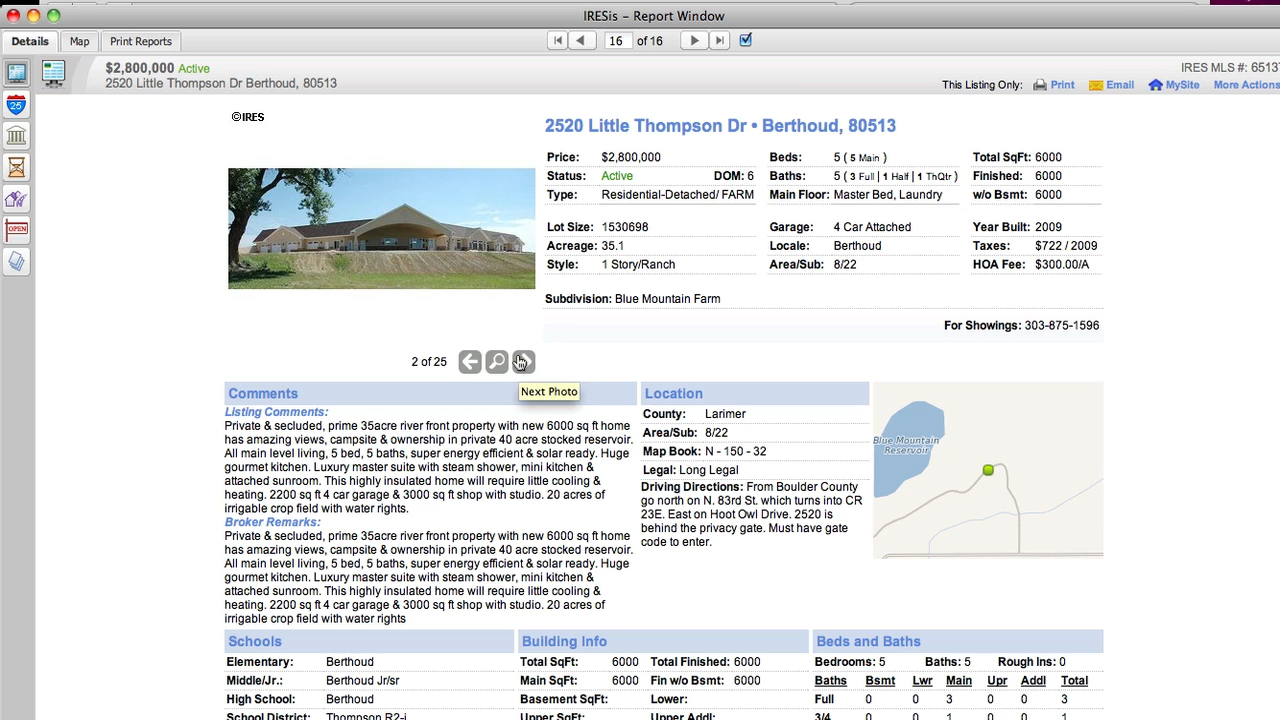 IRESis – Report Window
Details Map Print Reports 16 of 16
$2,800,000 Active
2520 Little Thompson Dr Berthoud, 80513
IRES MLS #: 6513
This Listing Only: Print Email MySite More Actions
25
OPEN
©IRES
2520 Little Thompson Dr • Berthoud, 80513
Price: $2,800,000 Beds: 5 ( 5 Main ) Total SqFt: 6000
Status: Active DOM: 6 Baths: 5 ( 3 Full | 1 Half | 1 ThQtr ) Finished: 6000
Type: Residential-Detached/ FARM Main Floor: Master Bed, Laundry w/o Bsmt: 6000
Lot Size: 1530698 Garage: 4 Car Attached Year Built: 2009
Acreage: 35.1 Locale: Berthoud Taxes: $722 / 2009
Style: 1 Story/Ranch Area/Sub: 8/22 HOA Fee: $300.00/A
Subdivision: Blue Mountain Farm
For Showings: 303-875-1596
2 of 25
Next Photo
Comments
Listing Comments:
Private & secluded, prime 35acre river front property with new 6000 sq ft home
has amazing views, campsite & ownership in private 40 acre stocked reservoir.
All main level living, 5 bed, 5 baths, super energy efficient & solar ready. Huge
gourmet kitchen. Luxury master suite with steam shower, mini kitchen &
attached sunroom. This highly insulated home will require little cooling &
heating. 2200 sq ft 4 car garage & 3000 sq ft shop with studio. 20 acres of
irrigable crop field with water rights.
Broker Remarks:
Private & secluded, prime 35acre river front property with new 6000 sq ft home
has amazing views, campsite & ownership in private 40 acre stocked reservoir.
All main level living, 5 bed, 5 baths, super energy efficient & solar ready. Huge
gourmet kitchen. Luxury master suite with steam shower, mini kitchen &
attached sunroom. This highly insulated home will require little cooling &
heating. 2200 sq ft 4 car garage & 3000 sq ft shop with studio. 20 acres of
irrigable crop field with water rights
Location
County: Larimer
Area/Sub: 8/22
Map Book: N - 150 - 32
Legal: Long Legal
Driving Directions: From Boulder County
go north on N. 83rd St. which turns into CR
23E. East on Hoot Owl Drive. 2520 is
behind the privacy gate. Must have gate
code to enter.
Blue Mountain
Reservoir
Schools
Elementary: Berthoud
Middle/Jr.: Berthoud Jr/sr
High School: Berthoud
School District: Thompson R2-j
Building Info
Total SqFt: 6000 Total Finished: 6000
Main SqFt: 6000 Fin w/o Bsmt: 6000
Basement SqFt: Lower:
Upper SqFt: Upper Addl:
Beds and Baths
Bedrooms: 5 Baths: 5 Rough Ins: 0
Baths Bsmt Lwr Main Upr Addl Total
Full 0 0 3 0 0 3
3/4 0 0 1 0 0 1